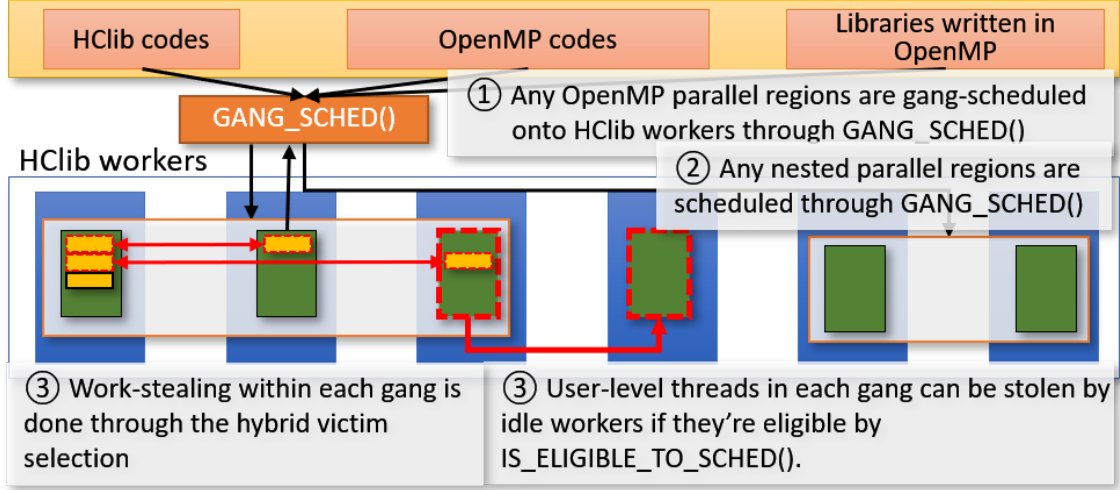 HClib codes
OpenMP codes
Libraries written in
OpenMP
GANG_SCHED()
① Any OpenMP parallel regions are gang-scheduled
onto HClib workers through GANG_SCHED()
HClib workers
② Any nested parallel regions are
scheduled through GANG_SCHED()
③ Work-stealing within each gang is
done through the hybrid victim
selection
③ User-level threads in each gang can be stolen by
idle workers if they’re eligible by
IS_ELIGIBLE_TO_SCHED().